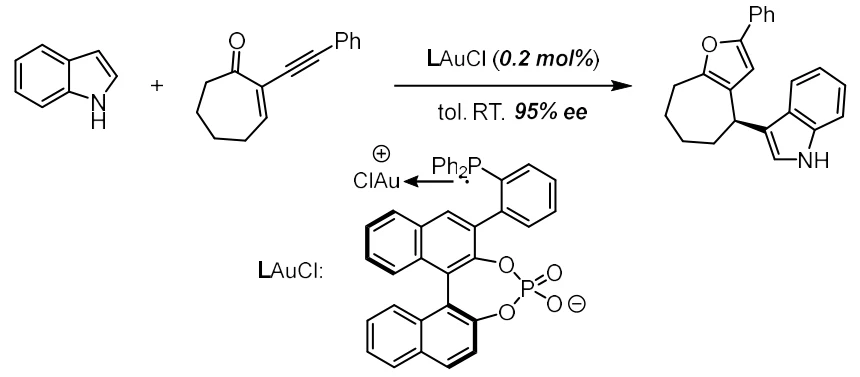 Ph
O
Ph
O
+
N
H
LAuCl (0.2 mol%)
tol. RT. 95% ee
NH
⊕
ClAu
Ph2P
LAuCl:
O
P
O
O
O ⊖